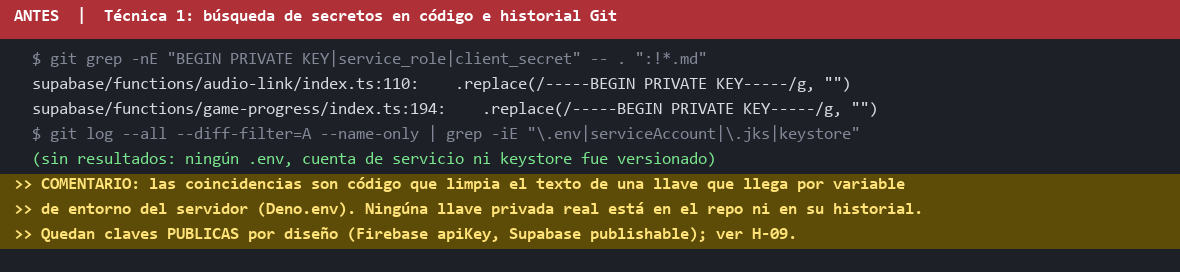 ANTES | Técnica 1: búsqueda de secretos en código e historial Git
$ git grep -nE "BEGIN PRIVATE KEY|service_role|client_secret" -- . ":!*.md"
supabase/functions/audio-link/index.ts:110:    .replace(/-----BEGIN PRIVATE KEY-----/g, "")
supabase/functions/game-progress/index.ts:194:    .replace(/-----BEGIN PRIVATE KEY-----/g, "")
$ git log --all --diff-filter=A --name-only | grep -iE "\.env|serviceAccount|\.jks|keystore"
(sin resultados: ningún .env, cuenta de servicio ni keystore fue versionado)
>> COMENTARIO: las coincidencias son código que limpia el texto de una llave que llega por variable
>> de entorno del servidor (Deno.env). Ningúna llave privada real está en el repo ni en su historial.
>> Quedan claves PUBLICAS por diseño (Firebase apiKey, Supabase publishable); ver H-09.